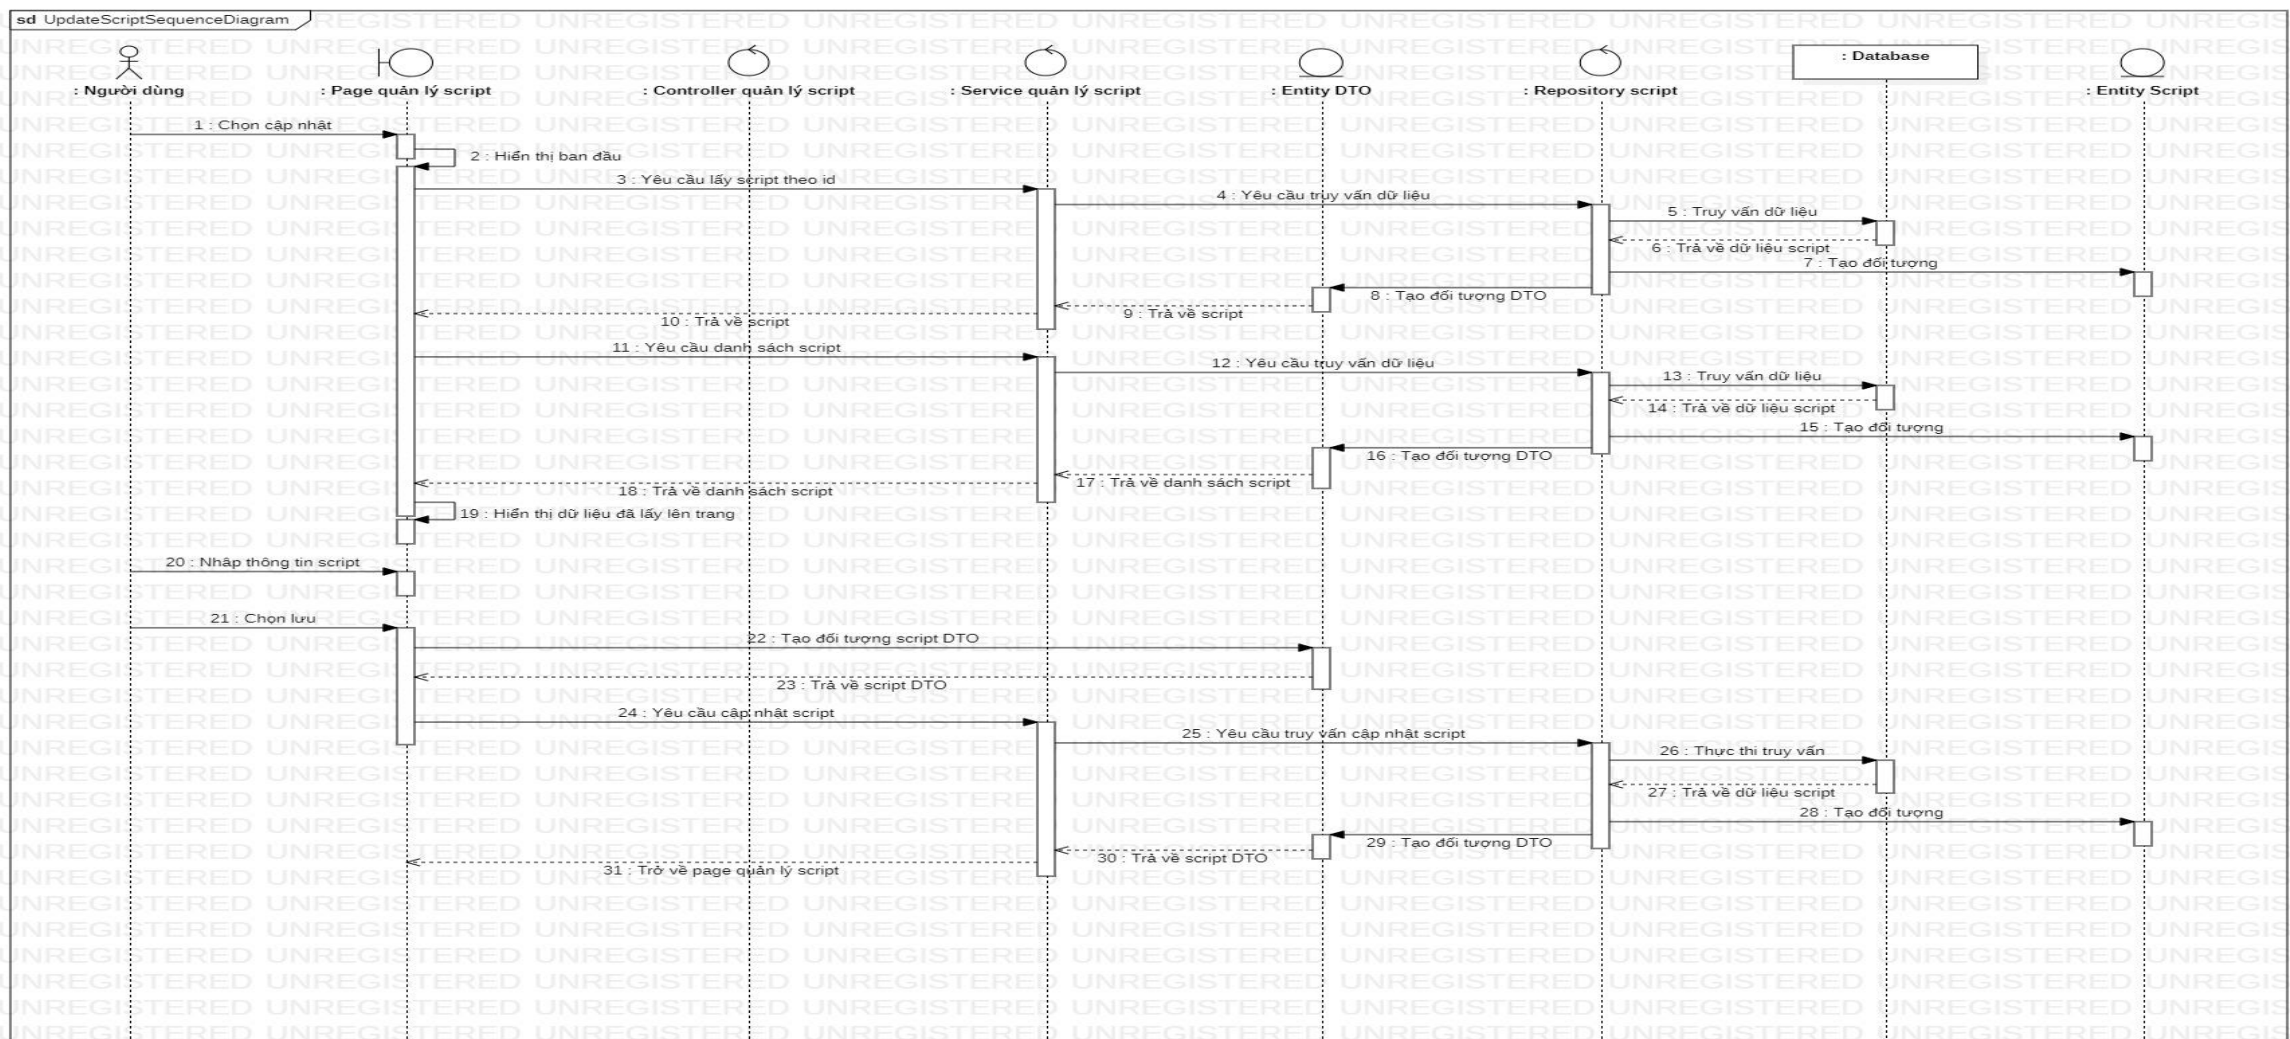 sd UpdateScriptSequenceDiagram
: Người dùng
: Page quản lý script
: Controller quản lý script
: Service quản lý script
: Entity DTO
: Repository script
: Database
: Entity Script
1 : Chọn cập nhật
2 : Hiển thị ban đầu
3 : Yêu cầu lấy script theo id
4 : Yêu cầu truy vấn dữ liệu
5 : Truy vấn dữ liệu
6 : Trả về dữ liệu script
7 : Tạo đối tượng
8 : Tạo đối tượng DTO
9 : Trả về script
10 : Trả về script
11 : Yêu cầu danh sách script
12 : Yêu cầu truy vấn dữ liệu
13 : Truy vấn dữ liệu
14 : Trả về dữ liệu script
15 : Tạo đối tượng
16 : Tạo đối tượng DTO
17 : Trả về danh sách script
18 : Trả về danh sách script
19 : Hiển thị dữ liệu đã lấy lên trang
20 : Nhâp thông tin script
21 : Chọn lưu
22 : Tạo đối tượng script DTO
23 : Trả về script DTO
24 : Yêu cầu cập nhật script
25 : Yêu cầu truy vấn cập nhật script
26 : Thực thi truy vấn
27 : Trả về dữ liệu script
28 : Tạo đối tượng
29 : Tạo đối tượng DTO
30 : Trả về script DTO
31 : Trở về page quản lý script
UNREGISTERED